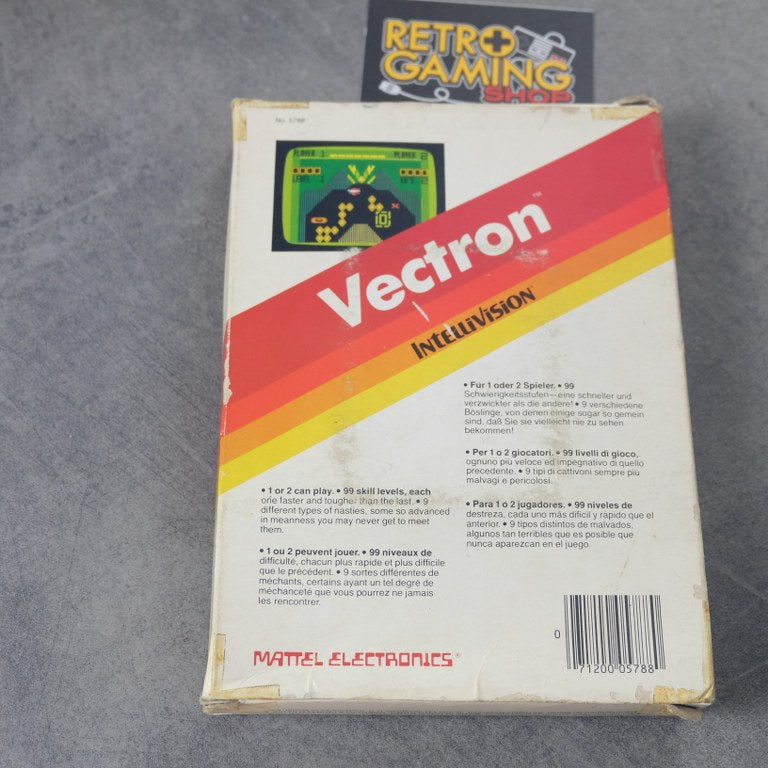 RETRO
GAMING
SHOP
No. 5788
PLAYER 1 PLAYER 2
Vectron™
INTELLIVISION
• Fur 1 oder 2 Spieler. • 99
Schwierigkeitsstufen—eine schneller und
verzwickter als die andere! • 9 verschiedene
Böslinge, von denen einige sogar so gemein
sind, daß Sie sie vielleicht nie zu sehen
bekommen!
• Per 1 o 2 giocatori. • 99 livelli di gioco,
ognuno più veloce ed impegnativo di quello
precedente. • 9 tipi di cattivoni sempre più
malvagi e pericolosi.
• Para 1 ó 2 jugadores. • 99 niveles de
destreza, cada uno más difícil y rápido que el
anterior. • 9 tipos distintos de malvados,
algunos tan terribles que es posible que
nunca aparezcan en el juego.
• 1 or 2 can play. • 99 skill levels, each
one faster and tougher than the last. • 9
different types of nasties, some so advanced
in meanness you may never get to meet
them.
• 1 ou 2 peuvent jouer. • 99 niveaux de
difficulté, chacun plus rapide et plus difficile
que le précédent. • 9 sortes différentes de
méchants, certains ayant un tel degré de
méchanceté que vous pourrez ne jamais
les rencontrer.
MATTEL ELECTRONICS®
0 71200 05788